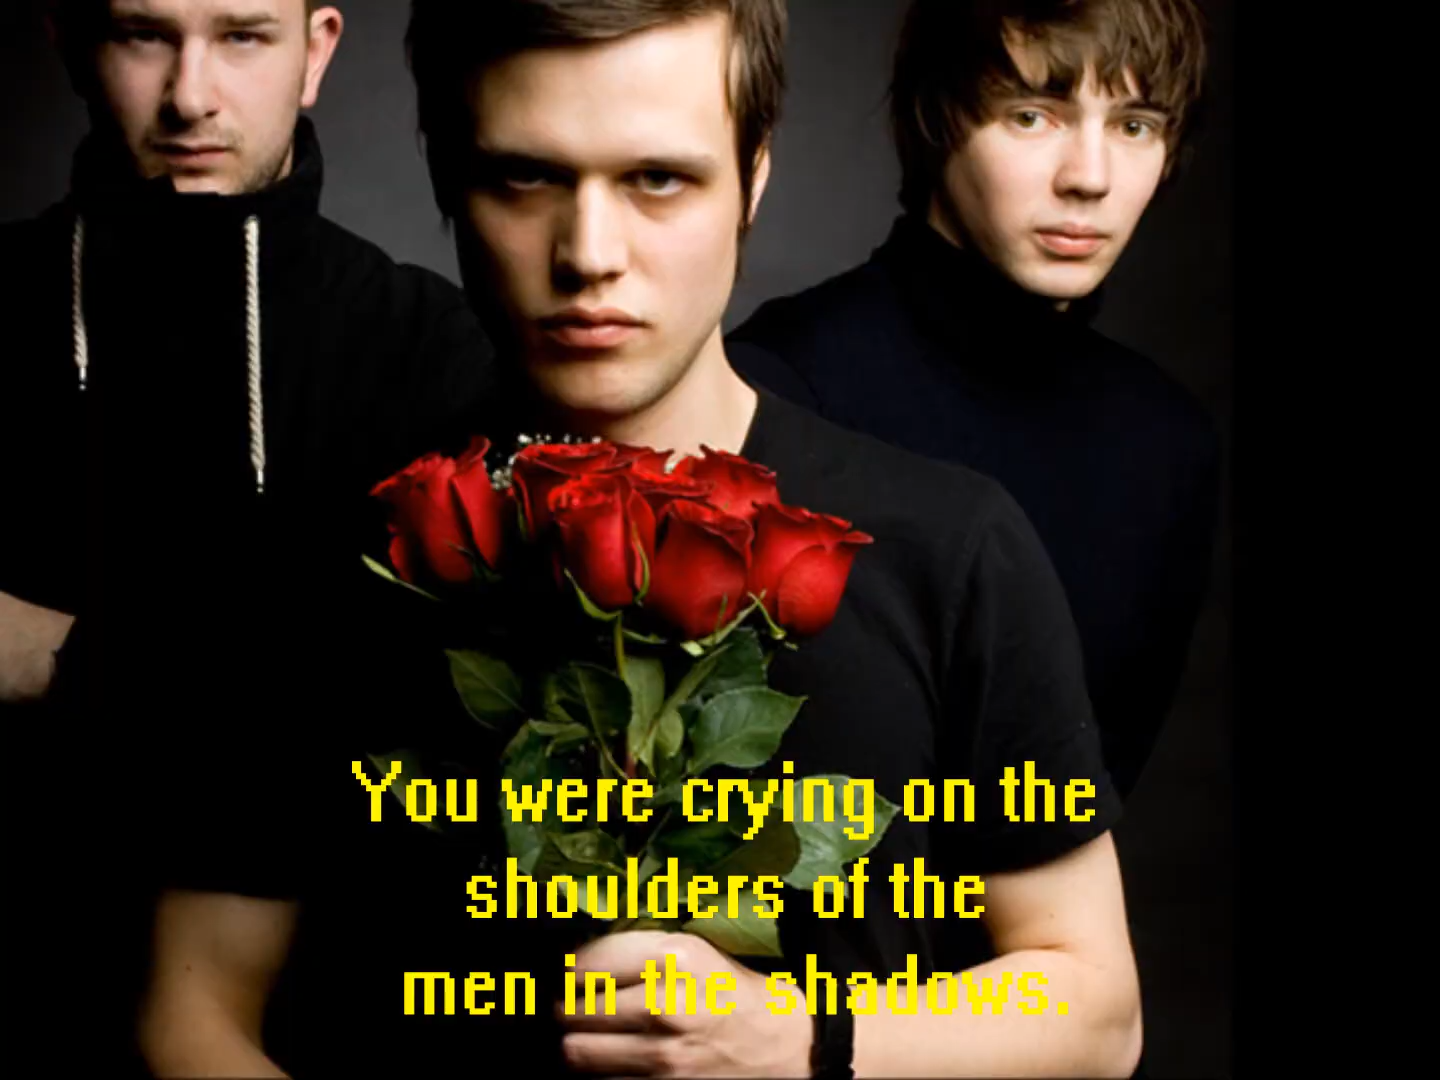 You were crying on the
shoulders of the
men in the shadows.